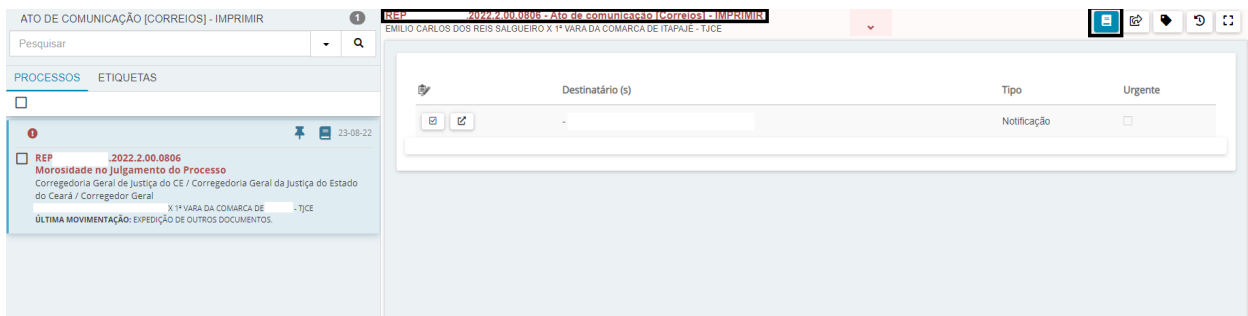 ATO DE COMUNICAÇÃO [CORREIOS] - IMPRIMIR 1
Pesquisar
PROCESSOS ETIQUETAS
23-08-22
REP .2022.2.00.0806
Morosidade no Julgamento do Processo
Corregedoria Geral de Justiça do CE / Corregedoria Geral da Justiça do Estado
do Ceará / Corregedor Geral
X 1ª VARA DA COMARCA DE - TJCE
ÚLTIMA MOVIMENTAÇÃO: EXPEDIÇÃO DE OUTROS DOCUMENTOS.
REP .2022.2.00.0806 - Ato de comunicação [Correios] - IMPRIMIR
EMILIO CARLOS DOS REIS SALGUEIRO X 1ª VARA DA COMARCA DE ITAPAJÉ - TJCE
Destinatário (s) Tipo Urgente
- Notificação